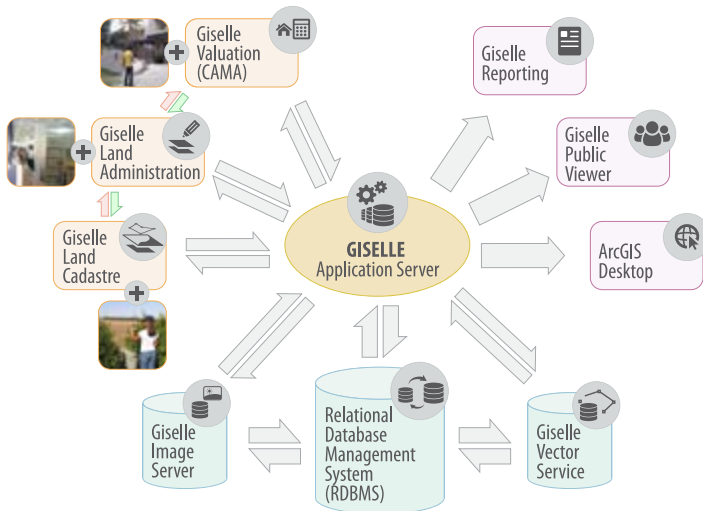 Giselle
Valuation
(CAMA)
Giselle
Reporting
Giselle
Land
Administration
Giselle
Public
Viewer
Giselle
Land
Cadastre
GISELLE
Application Server
ArcGIS
Desktop
Giselle
Image
Server
Relational
Database
Management
System
(RDBMS)
Giselle
Vector
Service